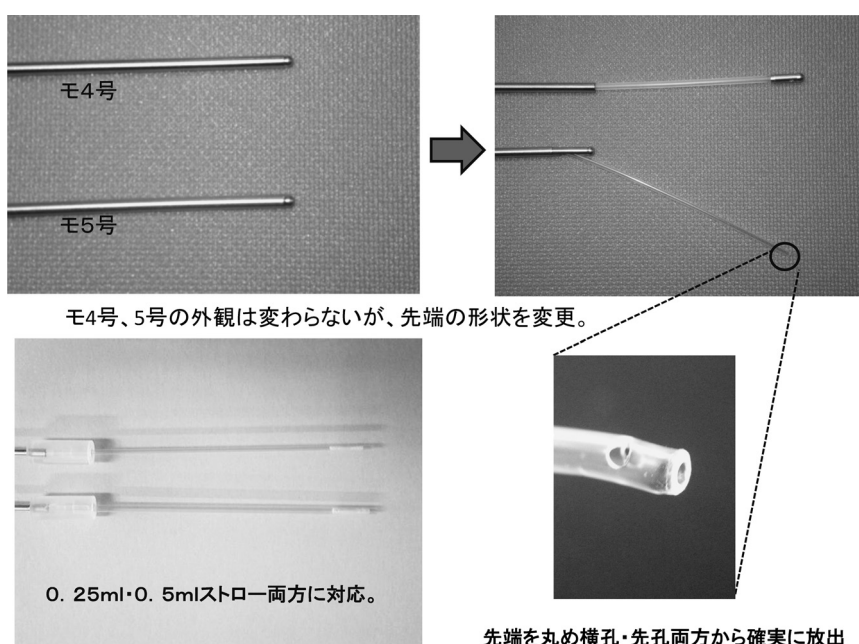 モ4号
モ5号
モ4号、5号の外観は変わらないが、先端の形状を変更。
0．25ml・0．5mlストロー両方に対応。
先端を丸め横孔・先孔両方から確実に放出